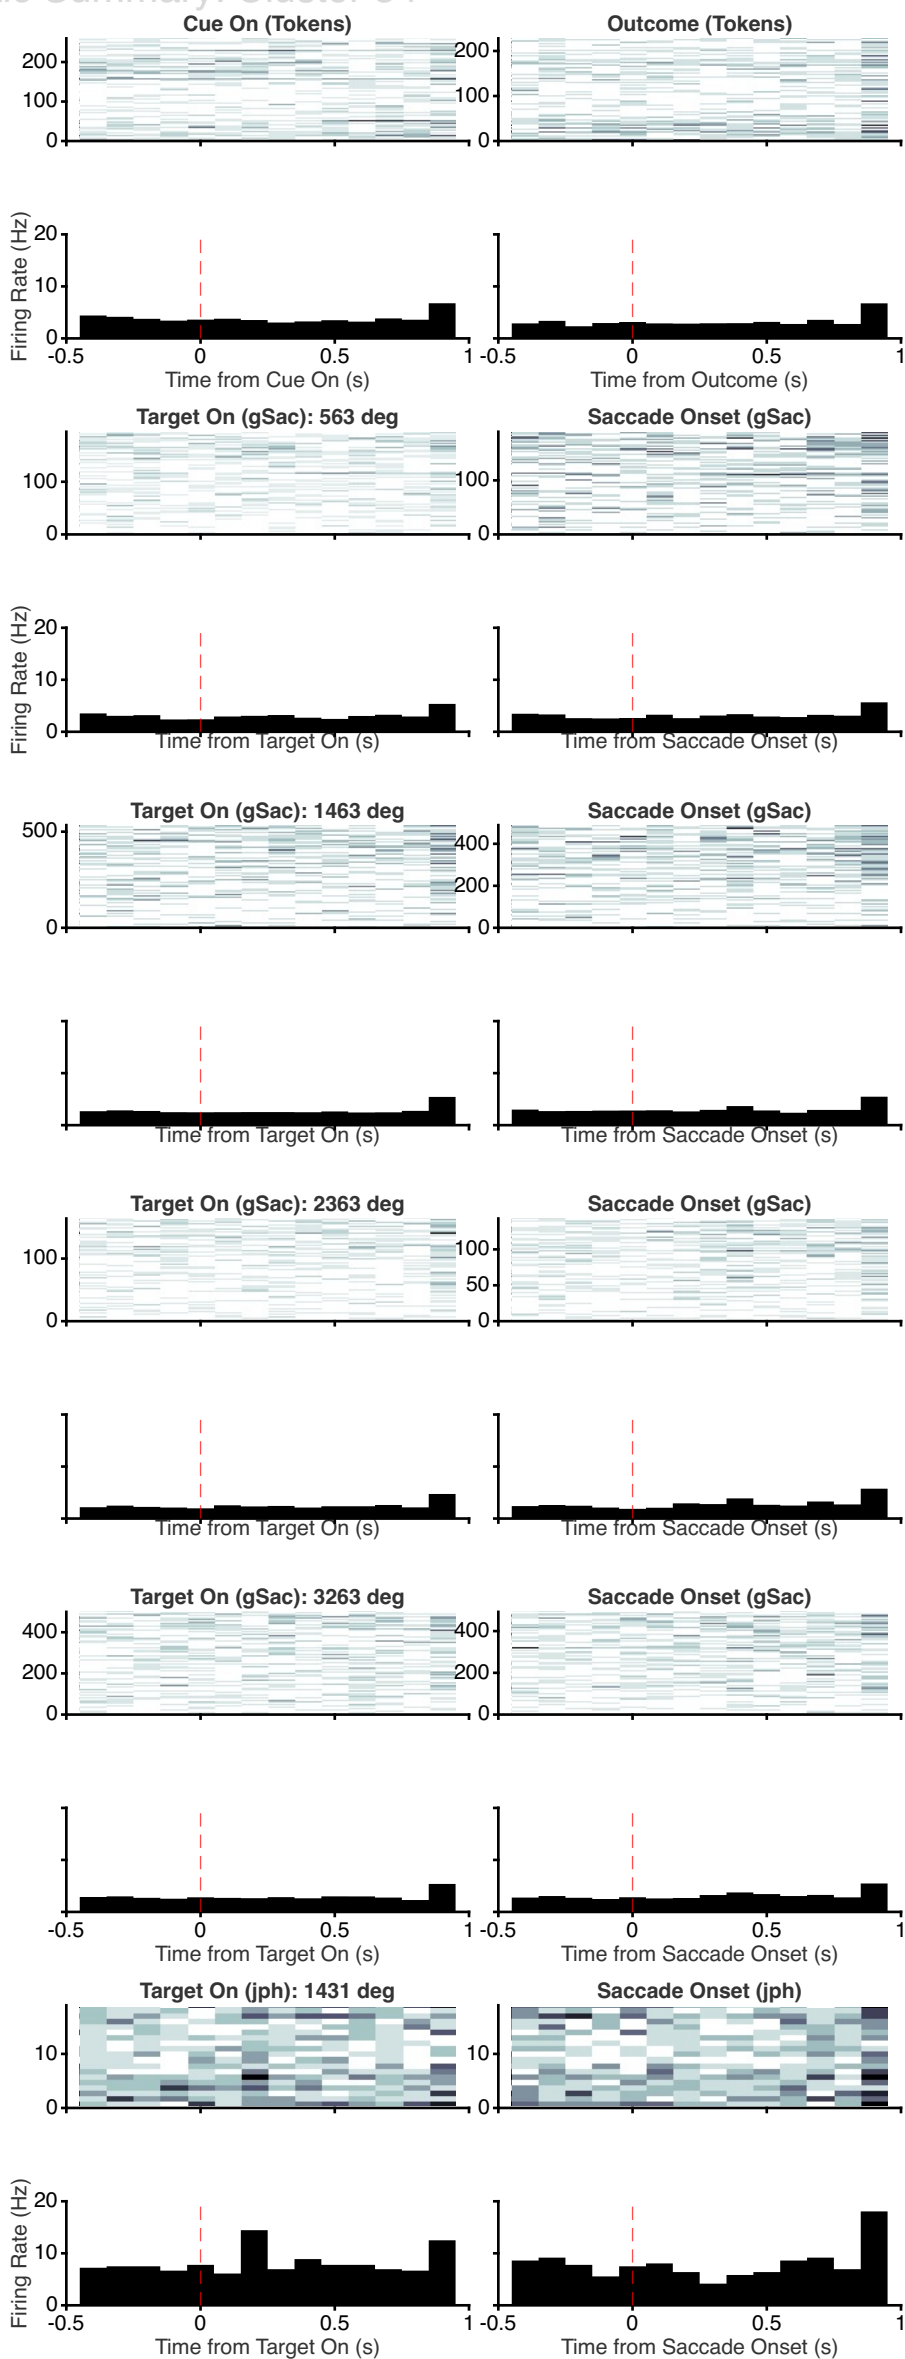 Summary: Cluster
Cue On (Tokens) Outcome (Tokens)
200 200
100 100
0 0
Firing Rate (Hz)
20
10
0
-0.5 0 0.5 1 -0.5 0 0.5 1
Time from Cue On (s) Time from Outcome (s)
Target On (gSac): 563 deg Saccade Onset (gSac)
100 100
0 0
Firing Rate (Hz)
20
10
0
Time from Target On (s) Time from Saccade Onset (s)
Target On (gSac): 1463 deg Saccade Onset (gSac)
500 400
200
0 0
Time from Target On (s) Time from Saccade Onset (s)
Target On (gSac): 2363 deg Saccade Onset (gSac)
100 100
50
0 0
Time from Target On (s) Time from Saccade Onset (s)
Target On (gSac): 3263 deg Saccade Onset (gSac)
400 400
200 200
0 0
-0.5 0 0.5 1 -0.5 0 0.5 1
Time from Target On (s) Time from Saccade Onset (s)
Target On (jph): 1431 deg Saccade Onset (jph)
10 10
0 0
Firing Rate (Hz)
20
10
0
-0.5 0 0.5 1 -0.5 0 0.5 1
Time from Target On (s) Time from Saccade Onset (s)